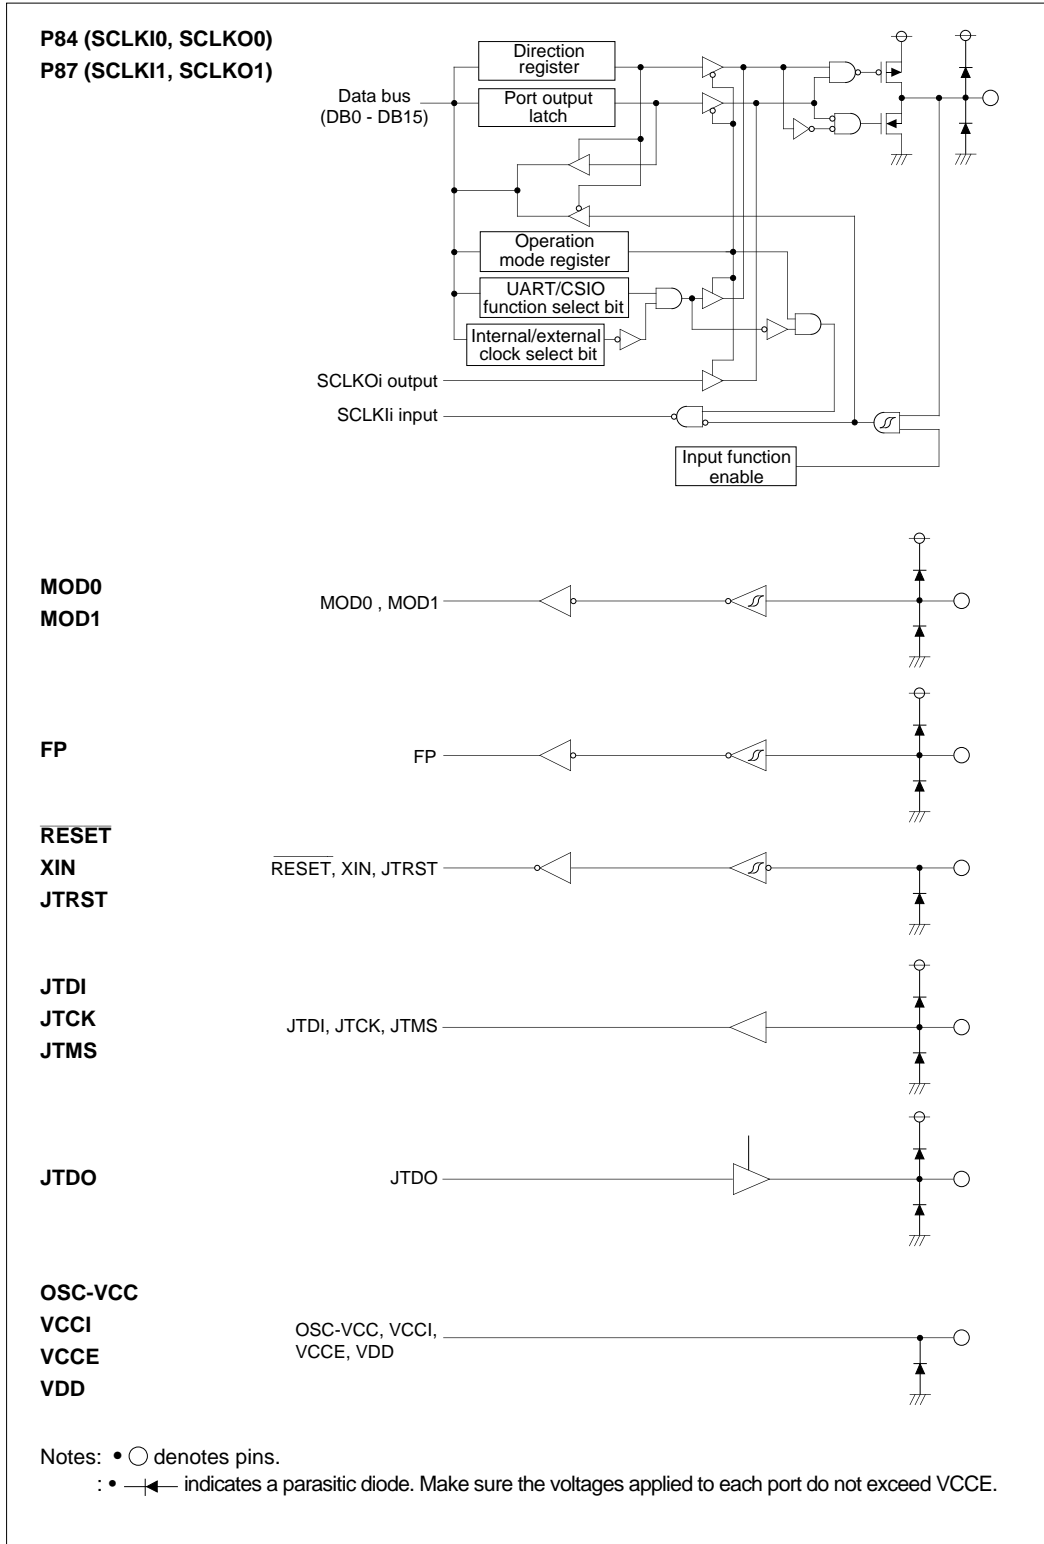 P84 (SCLKI0, SCLKO0)
P87 (SCLKI1, SCLKO1)
Data bus
(DB0 - DB15)
Direction
register
Port output
latch
Operation
mode register
UART/CSIO
function select bit
Internal/external
clock select bit
SCLKOi output
SCLKIi input
Input function
enable
MOD0
MOD1
MOD0 , MOD1
FP
FP
RESET
XIN
JTRST
RESET, XIN, JTRST
JTDI
JTCK
JTMS
JTDI, JTCK, JTMS
JTDO
JTDO
OSC-VCC
VCCI
VCCE
VDD
OSC-VCC, VCCI,
VCCE, VDD
Notes: • ○ denotes pins.
: • indicates a parasitic diode. Make sure the voltages applied to each port do not exceed VCCE.